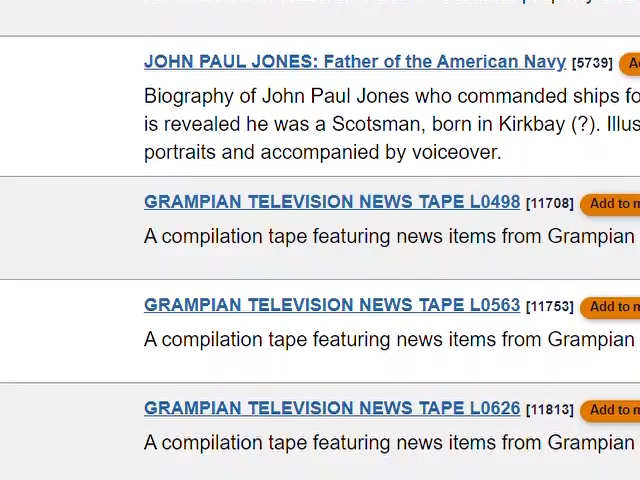 JOHN PAUL JONES: Father of the American Navy [5739]
Biography of John Paul Jones who commanded ships
is revealed he was a Scotsman, born in Kirkbay (?).
portraits and accompanied by voiceover.
GRAMPIAN TELEVISION NEWS TAPE L0498 [11708] Add to
A compilation tape featuring news items from Grampian
GRAMPIAN TELEVISION NEWS TAPE L0563 [11753] Add to
A compilation tape featuring news items from Grampian
GRAMPIAN TELEVISION NEWS TAPE L0626 [11813] Add to
A compilation tape featuring news items from Grampian